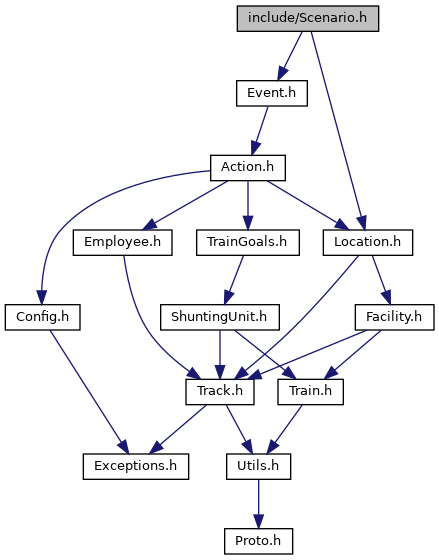 include/Scenario.h
Event.h
Action.h
Employee.h
TrainGoals.h
Location.h
Config.h
ShuntingUnit.h
Facility.h
Track.h
Train.h
Exceptions.h
Utils.h
Proto.h